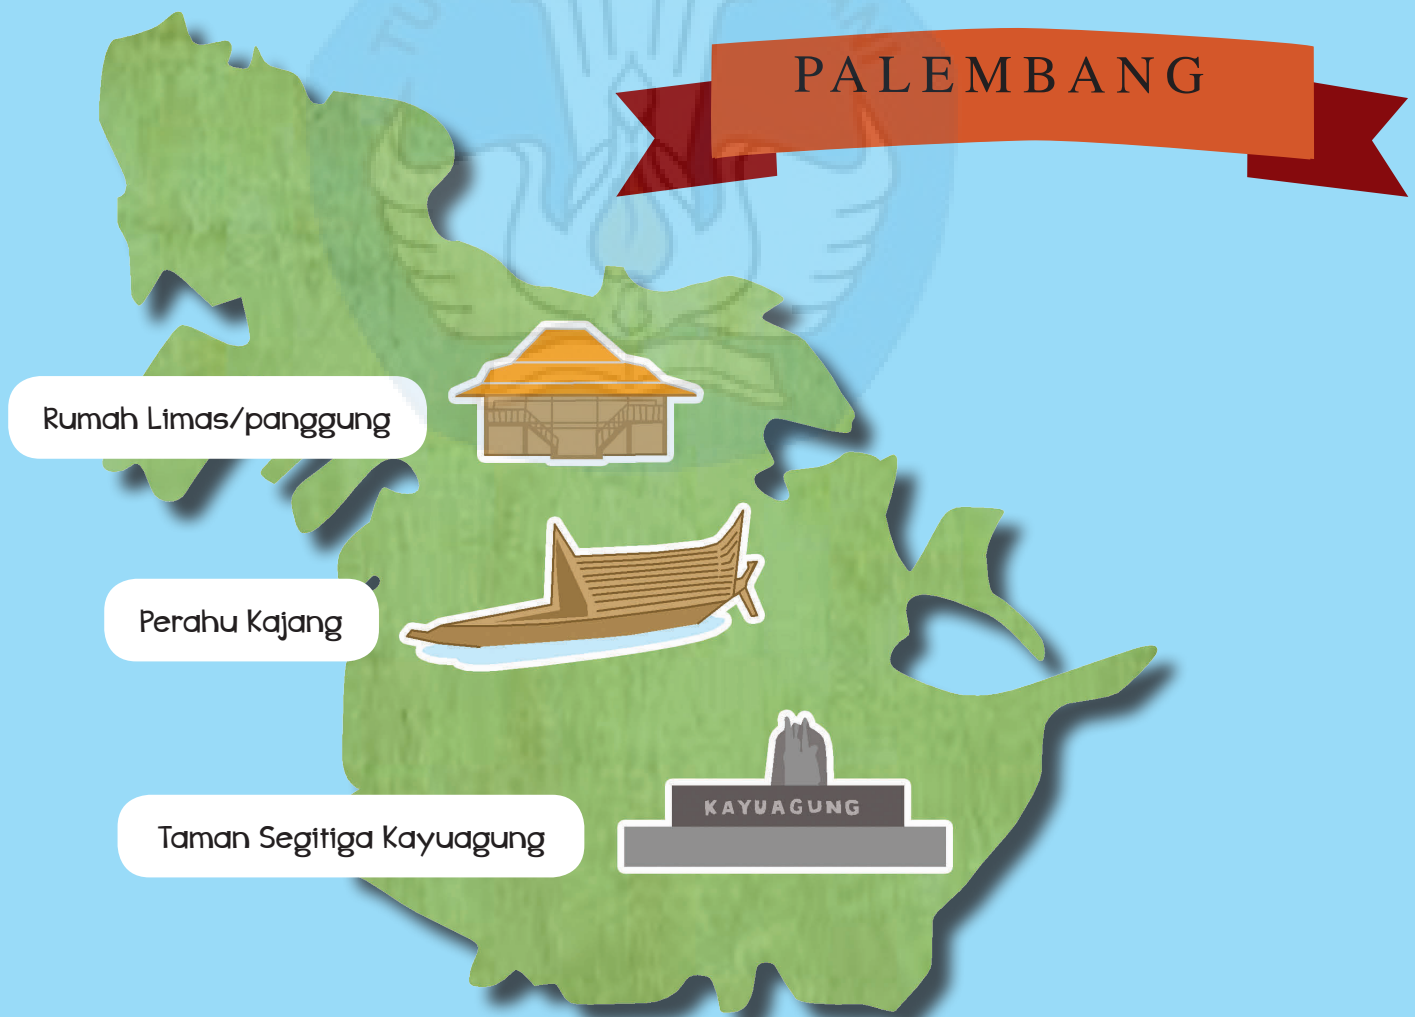 PALEMBANG
Rumah Limas/panggung
Perahu Kajang
Taman Segitiga Kayuagung
KAYUAGUNG